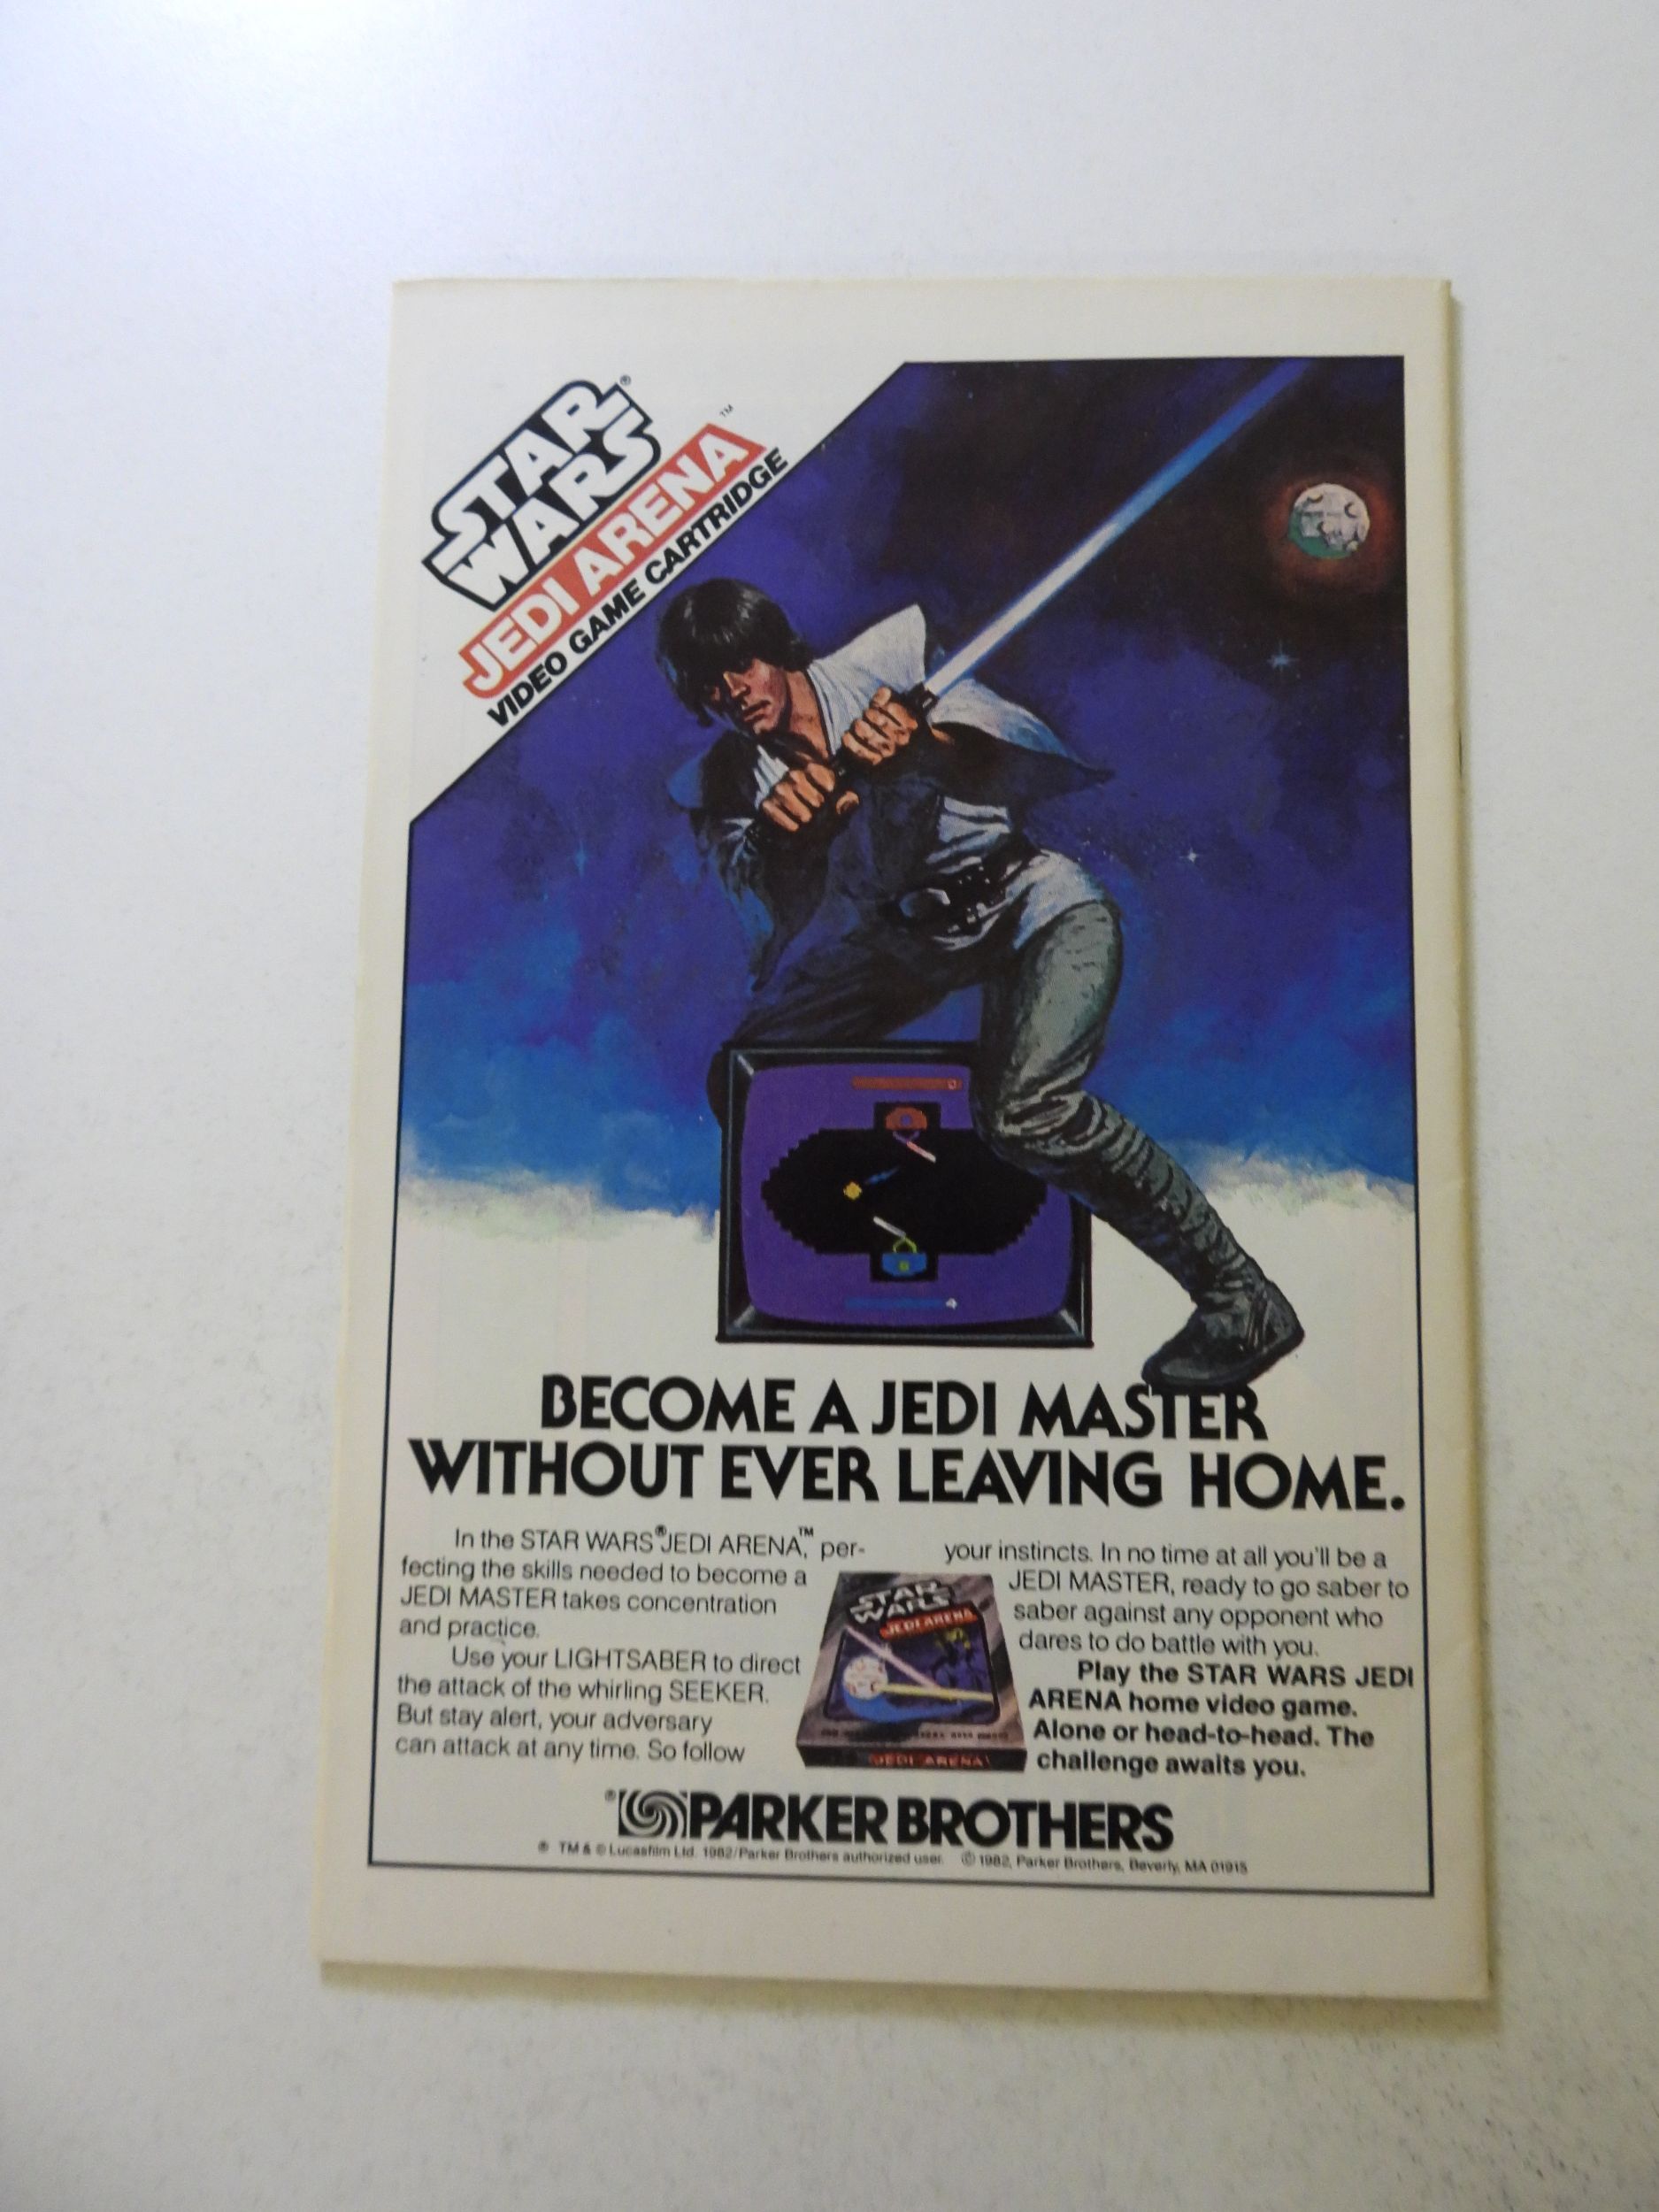 STAR®
WARS
JEDI ARENA™
VIDEO GAME CARTRIDGE
0
4
BECOME A JEDI MASTER
WITHOUT EVER LEAVING HOME.
In the STAR WARS® JEDI ARENA,™ per-
fecting the skills needed to become a
JEDI MASTER takes concentration
and practice.
Use your LIGHTSABER to direct
the attack of the whirling SEEKER.
But stay alert, your adversary
can attack at any time. So follow
your instincts. In no time at all you'll be a
JEDI MASTER, ready to go saber to
saber against any opponent who
dares to do battle with you.
Play the STAR WARS JEDI
ARENA home video game.
Alone or head-to-head. The
challenge awaits you.
STAR
WARS
JEDI ARENA
JEDI ARENA
® PARKER BROTHERS
® TM & © Lucasfilm Ltd. 1982/Parker Brothers authorized user. © 1982, Parker Brothers, Beverly, MA 01915